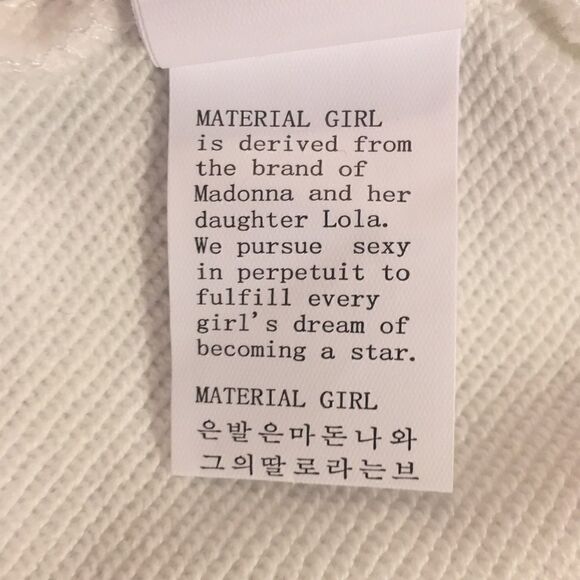 MATERIAL GIRL
is derived from
the brand of
Madonna and her
daughter Lola.
We pursue sexy
in perpetuit to
fulfill every
girl's dream of
becoming a star.
MATERIAL GIRL
은발은마돈나와
그의딸로라는브